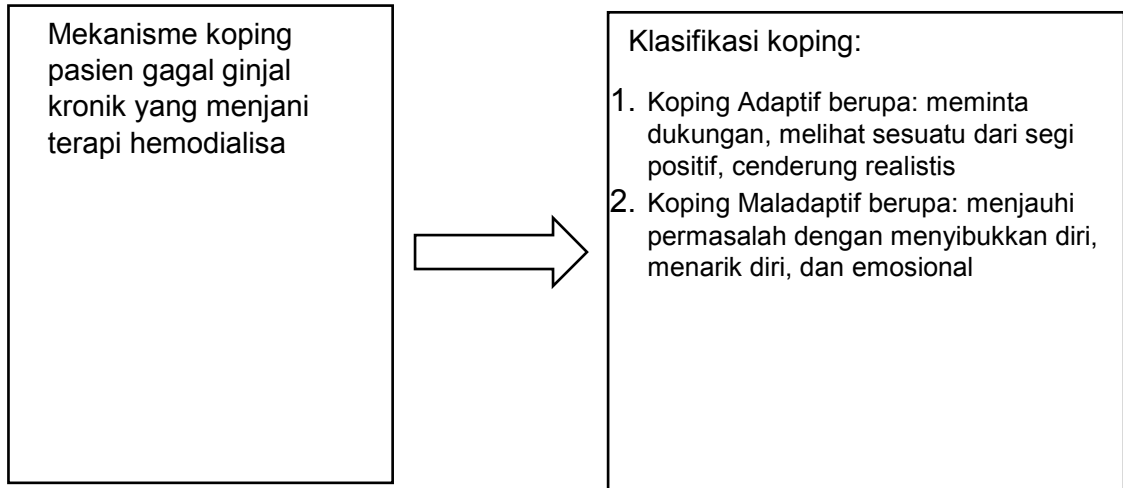 Mekanisme koping
pasien gagal ginjal
kronik yang menjani
terapi hemodialisa
Klasifikasi koping:
1. Koping Adaptif berupa: meminta
dukungan, melihat sesuatu dari segi
positif, cenderung realistis
2. Koping Maladaptif berupa: menjauhi
permasalah dengan menyibukkan diri,
menarik diri, dan emosional